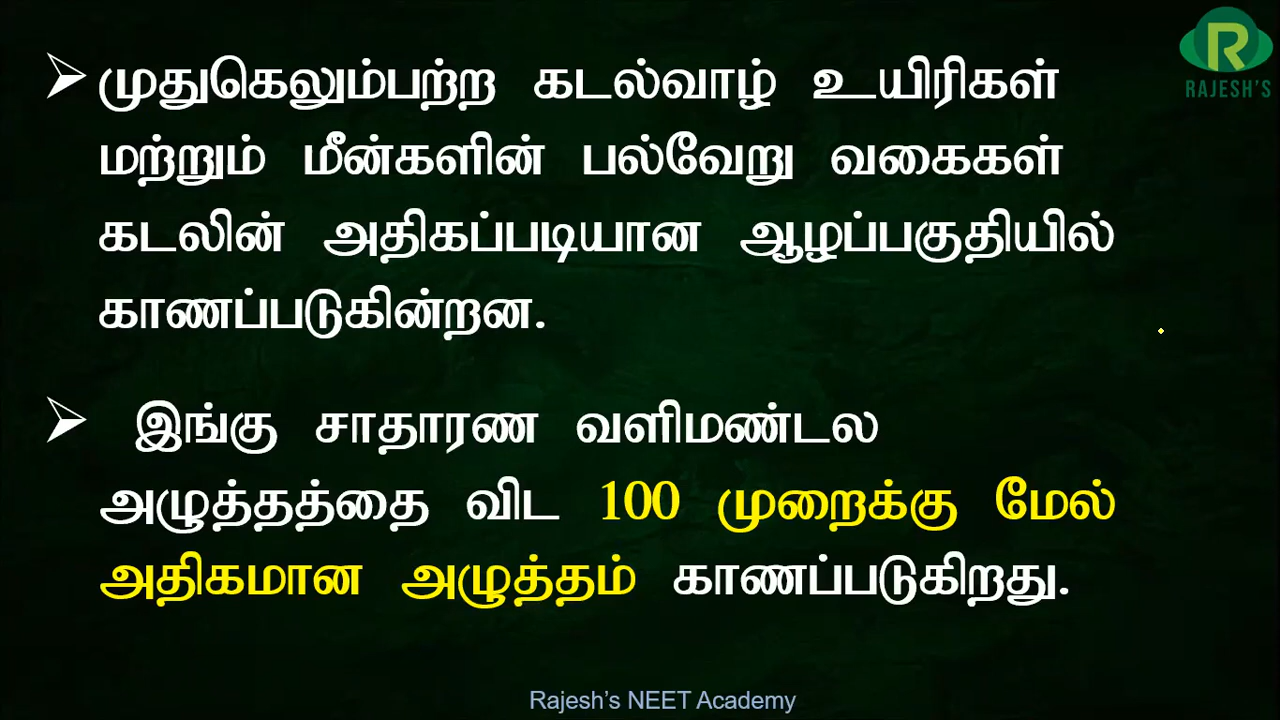 R
RAJESH'S
➢ முதுகெலும்பற்ற கடல்வாழ் உயிரிகள்
மற்றும் மீன்களின் பல்வேறு வகைகள்
கடலின் அதிகப்படியான ஆழப்பகுதியில்
காணப்படுகின்றன.
➢ இங்கு சாதாரண வளிமண்டல
அழுத்தத்தை விட 100 முறைக்கு மேல்
அதிகமான அழுத்தம் காணப்படுகிறது.
Rajesh's NEET Academy